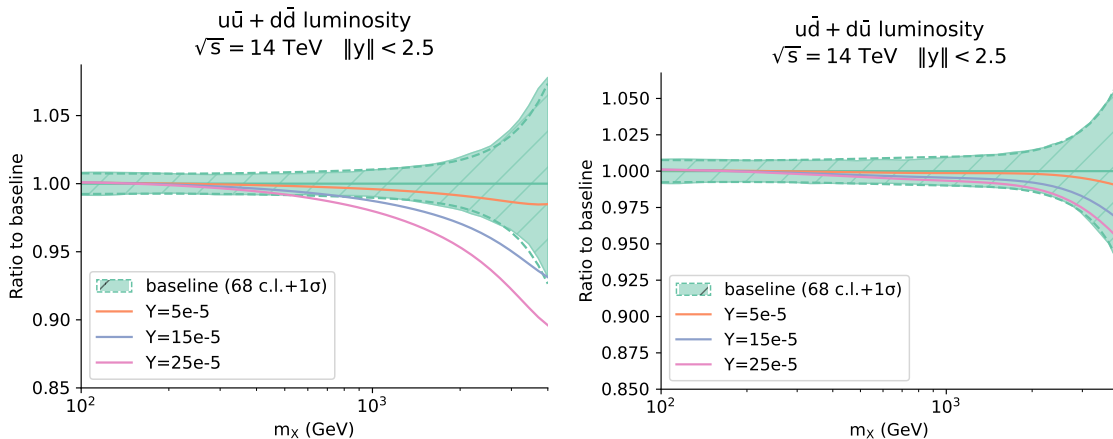 uū + dd̄ luminosity
√s = 14 TeV ‖y‖ < 2.5
Ratio to baseline
1.05
1.00
0.95
0.90
0.85
baseline (68 c.l.+1σ)
Y=5e-5
Y=15e-5
Y=25e-5
10²
10³
m_X (GeV)
ud̄ + dū luminosity
√s = 14 TeV ‖y‖ < 2.5
Ratio to baseline
1.050
1.025
1.000
0.975
0.950
0.925
0.900
0.875
0.850
baseline (68 c.l.+1σ)
Y=5e-5
Y=15e-5
Y=25e-5
10²
10³
m_X (GeV)